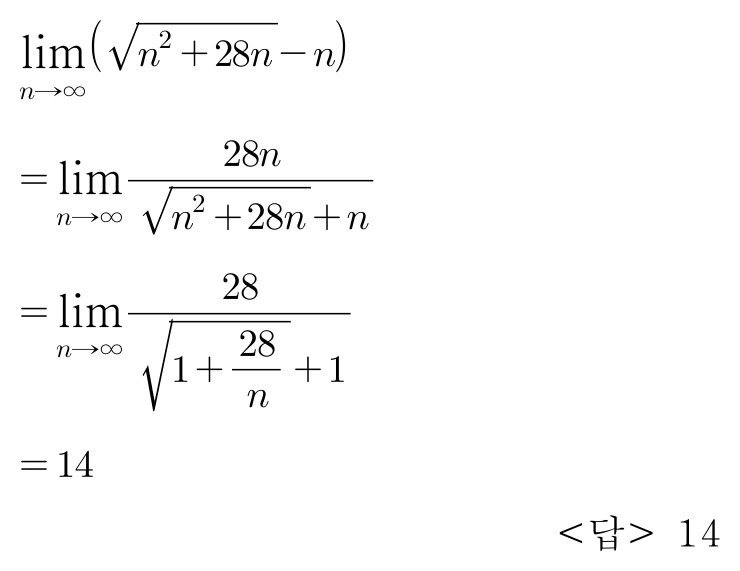 lim_{n→∞}(√(n²+28n)−n)
=lim_{n→∞} 28n/(√(n²+28n)+n)
=lim_{n→∞} 28/(√(1+28/n)+1)
=14
<답> 14